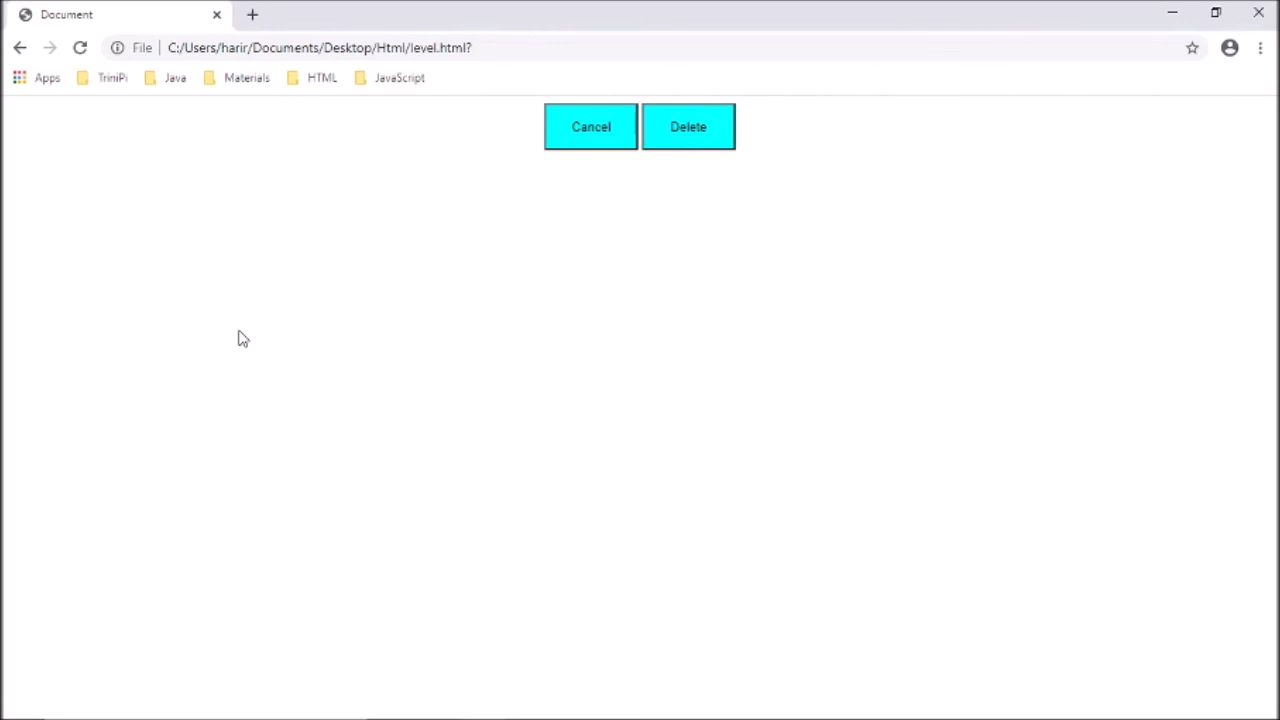 Document
File C:/Users/harir/Documents/Desktop/Html/level.html?
Apps TriniPi Java Materials HTML JavaScript
Cancel Delete